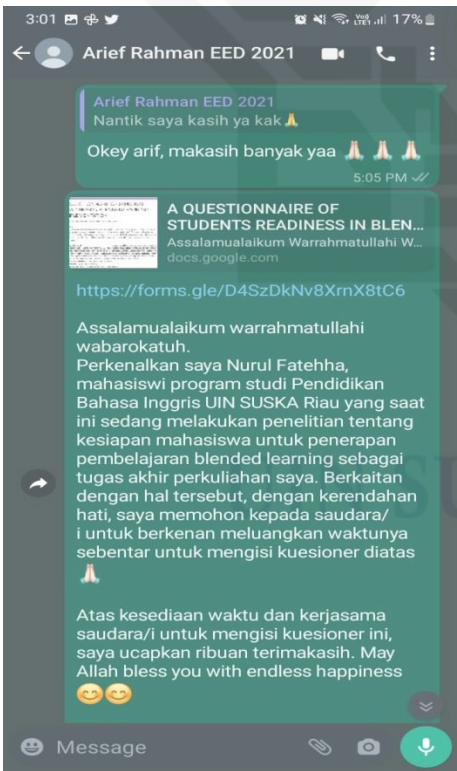 3:01 17%
Arief Rahman EED 2021
Arief Rahman EED 2021
Nantik saya kasih ya kak🙏
Okey arif, makasih banyak yaa 🙏🏻 🙏🏻 🙏🏻
5:05 PM
A QUESTIONNAIRE OF
STUDENTS READINESS IN BLEN...
Assalamualaikum Warrahmatullahi W...
docs.google.com
https://forms.gle/D4SzDkNv8XrnX8tC6
Assalamualaikum warrahmatullahi
wabarokatuh.
Perkenalkan saya Nurul Fatehha,
mahasiswi program studi Pendidikan
Bahasa Inggris UIN SUSKA Riau yang saat
ini sedang melakukan penelitian tentang
kesiapan mahasiswa untuk penerapan
pembelajaran blended learning sebagai
tugas akhir perkuliahan saya. Berkaitan
dengan hal tersebut, dengan kerendahan
hati, saya memohon kepada saudara/
i untuk berkenan meluangkan waktunya
sebentar untuk mengisi kuesioner diatas
🙏🏻
Atas kesediaan waktu dan kerjasama
saudara/i untuk mengisi kuesioner ini,
saya ucapkan ribuan terimakasih. May
Allah bless you with endless happiness
😊😊
Message